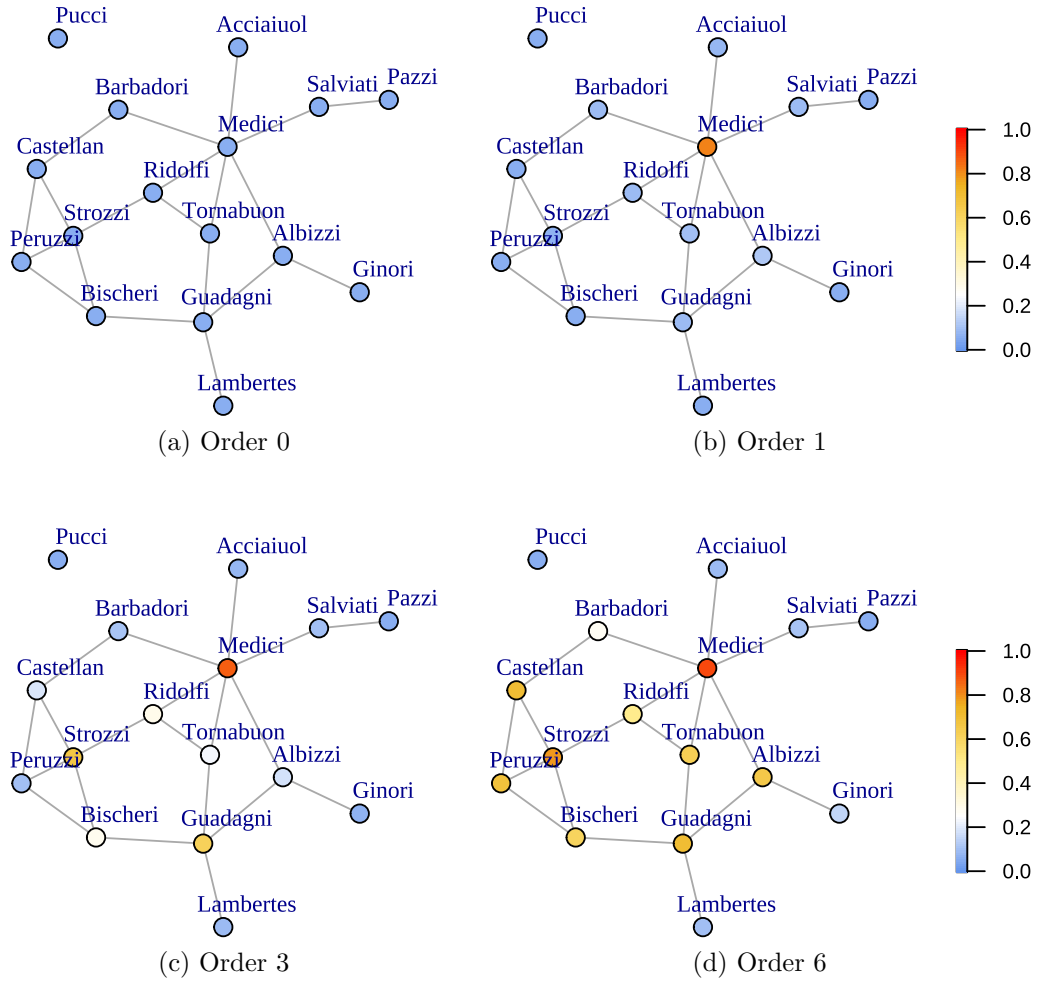 Pucci
Acciaiuol
Barbadori
Salviati
Pazzi
Medici
Castellan
Ridolfi
Strozzi
Tornabuon
Peruzzi
Albizzi
Ginori
Bischeri
Guadagni
Lambertes
(a) Order 0
Pucci
Acciaiuol
Barbadori
Salviati
Pazzi
Medici
Castellan
Ridolfi
Strozzi
Tornabuon
Peruzzi
Albizzi
Ginori
Bischeri
Guadagni
Lambertes
(b) Order 1
1.0
0.8
0.6
0.4
0.2
0.0
Pucci
Acciaiuol
Barbadori
Salviati
Pazzi
Medici
Castellan
Ridolfi
Strozzi
Tornabuon
Peruzzi
Albizzi
Ginori
Bischeri
Guadagni
Lambertes
(c) Order 3
Pucci
Acciaiuol
Barbadori
Salviati
Pazzi
Medici
Castellan
Ridolfi
Strozzi
Tornabuon
Peruzzi
Albizzi
Ginori
Bischeri
Guadagni
Lambertes
(d) Order 6
1.0
0.8
0.6
0.4
0.2
0.0